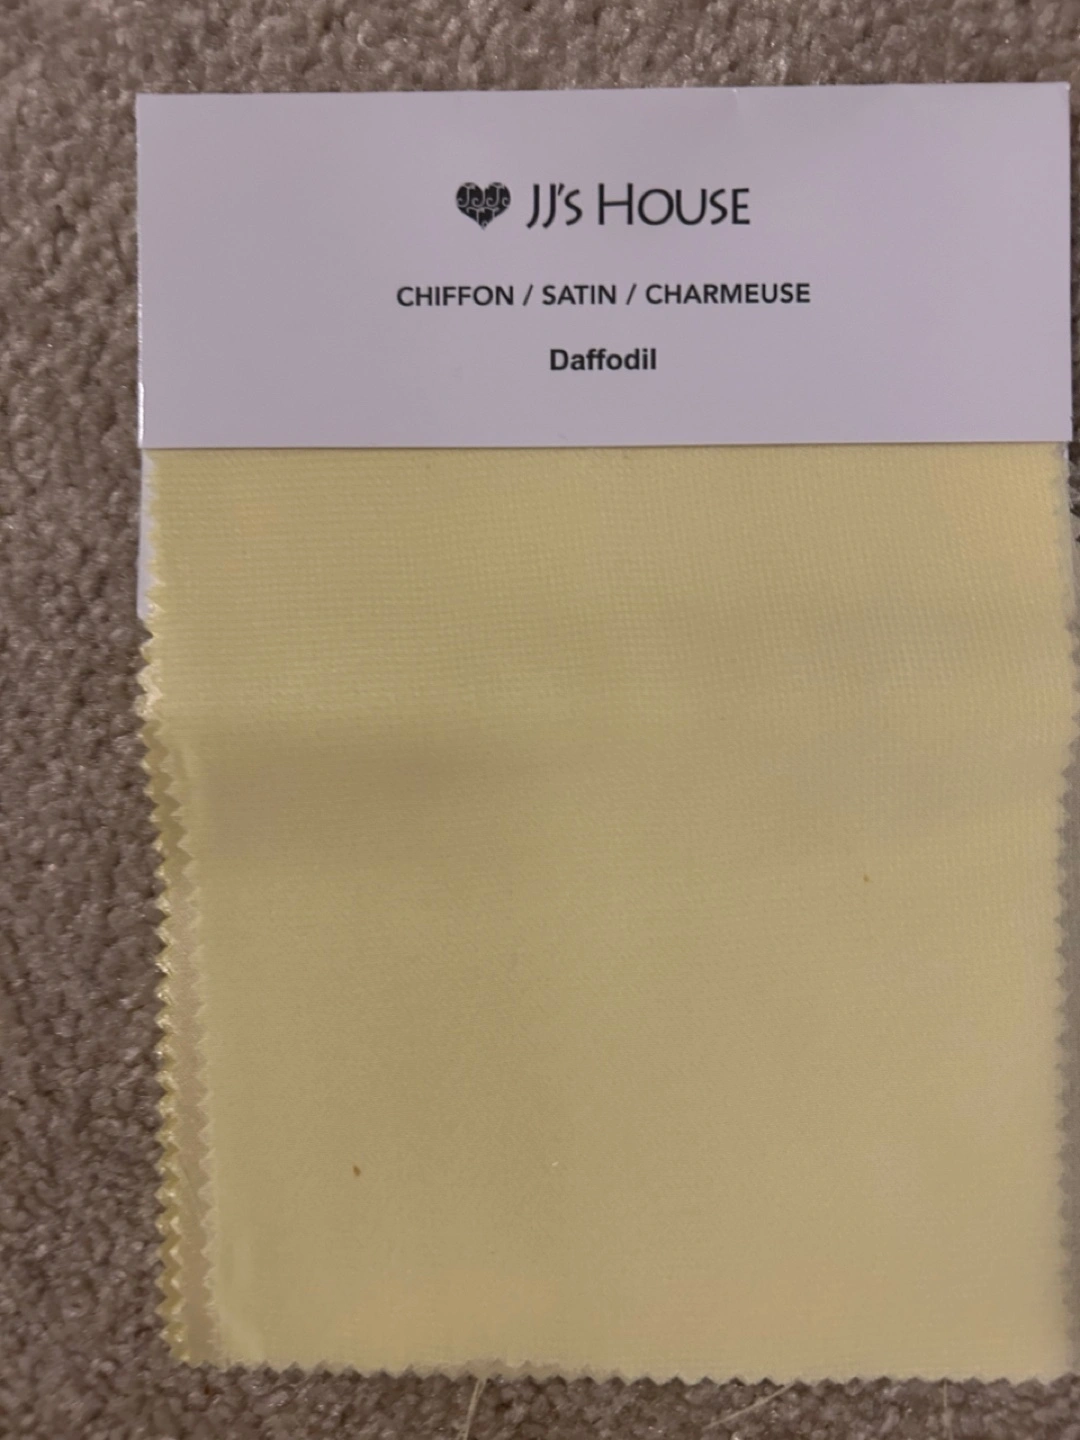 JJ's HOUSE
CHIFFON / SATIN / CHARMEUSE
Daffodil